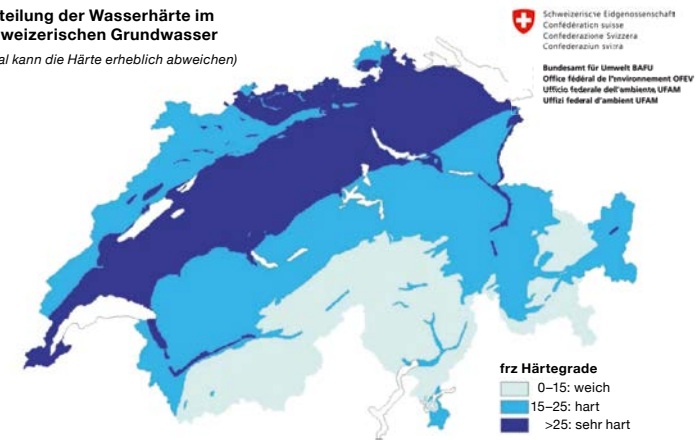 teilung der Wasserhärte im
weizerischen Grundwasser
al kann die Härte erheblich abweichen)
Schweizerische Eidgenossenschaft
Confédération suisse
Confederazione Svizzera
Confederaziun svizra
Bundesamt für Umwelt BAFU
Office fédéral de l'environnement OFEV
Ufficio federale dell'ambiente UFAM
Uffizi federal d'ambient UFAM
frz Härtegrade
0–15: weich
15–25: hart
>25: sehr hart